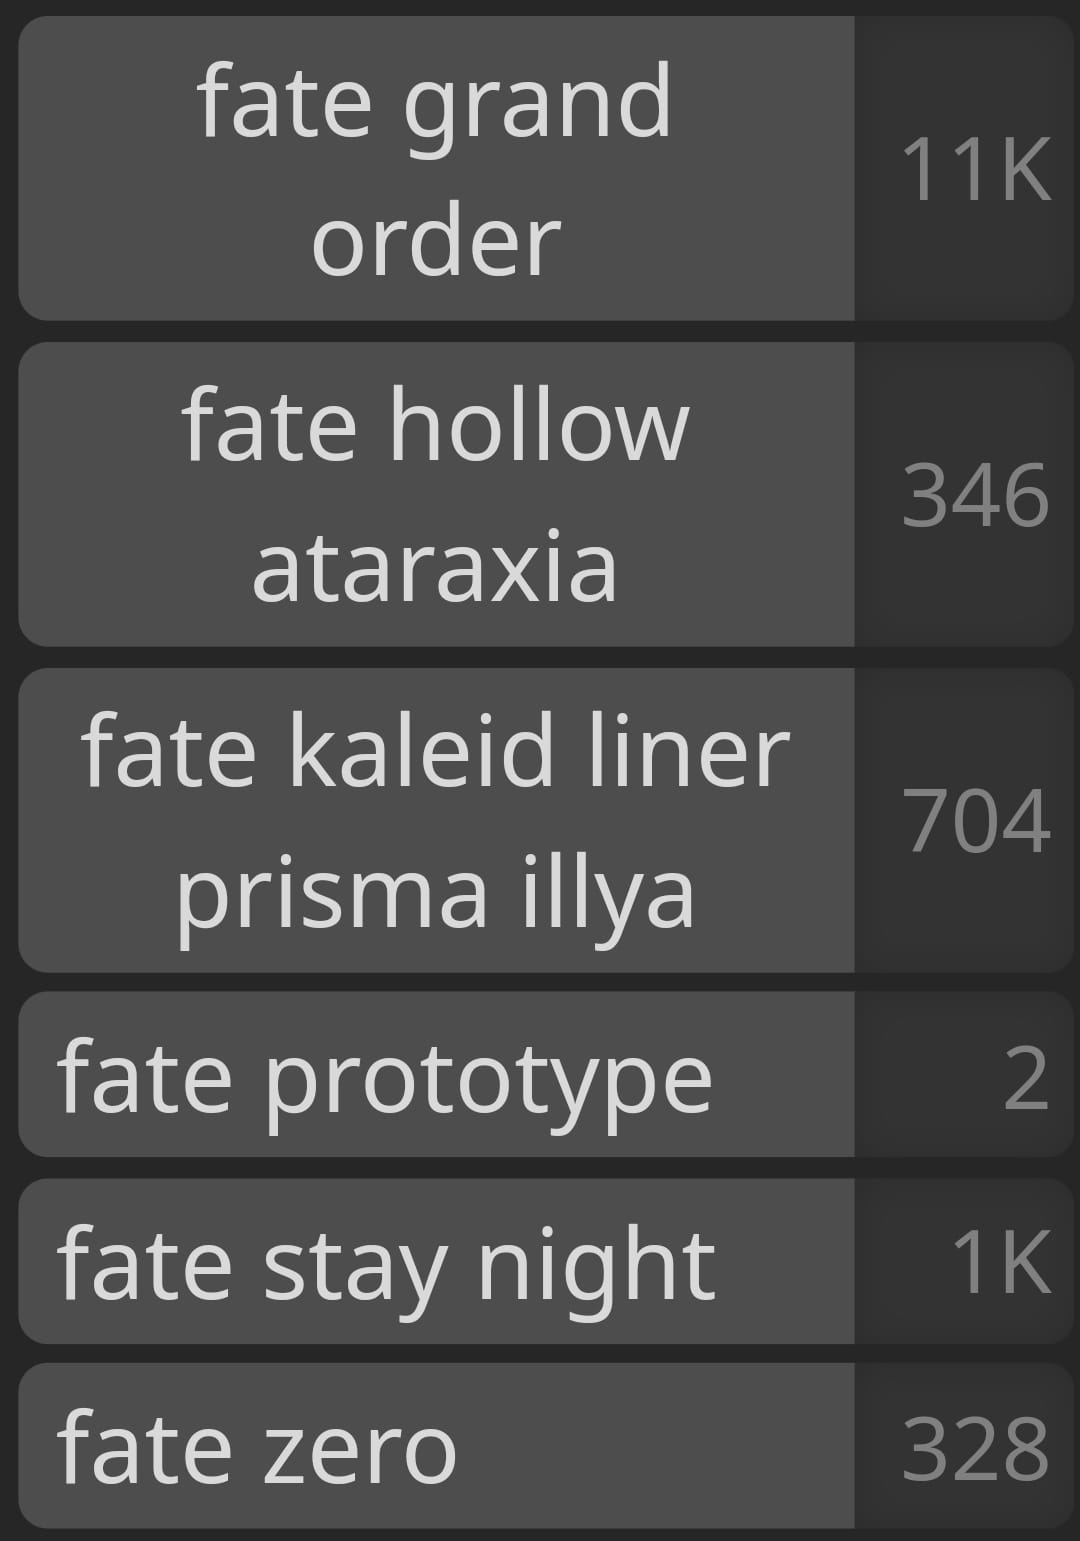 fate grand
order
11K
fate hollow
ataraxia
346
fate kaleid liner
prisma illya
704
fate prototype
2
fate stay night
1K
fate zero
328